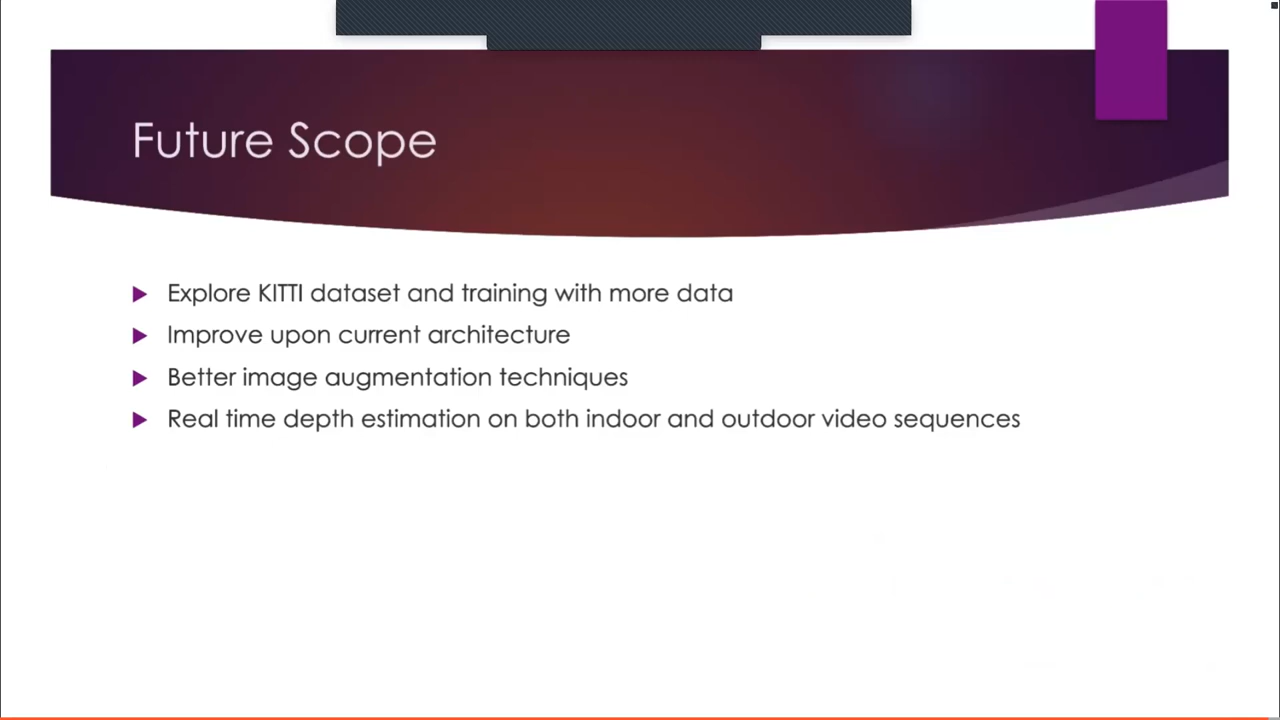 Future Scope
Explore KITTI dataset and training with more data
Improve upon current architecture
Better image augmentation techniques
Real time depth estimation on both indoor and outdoor video sequences